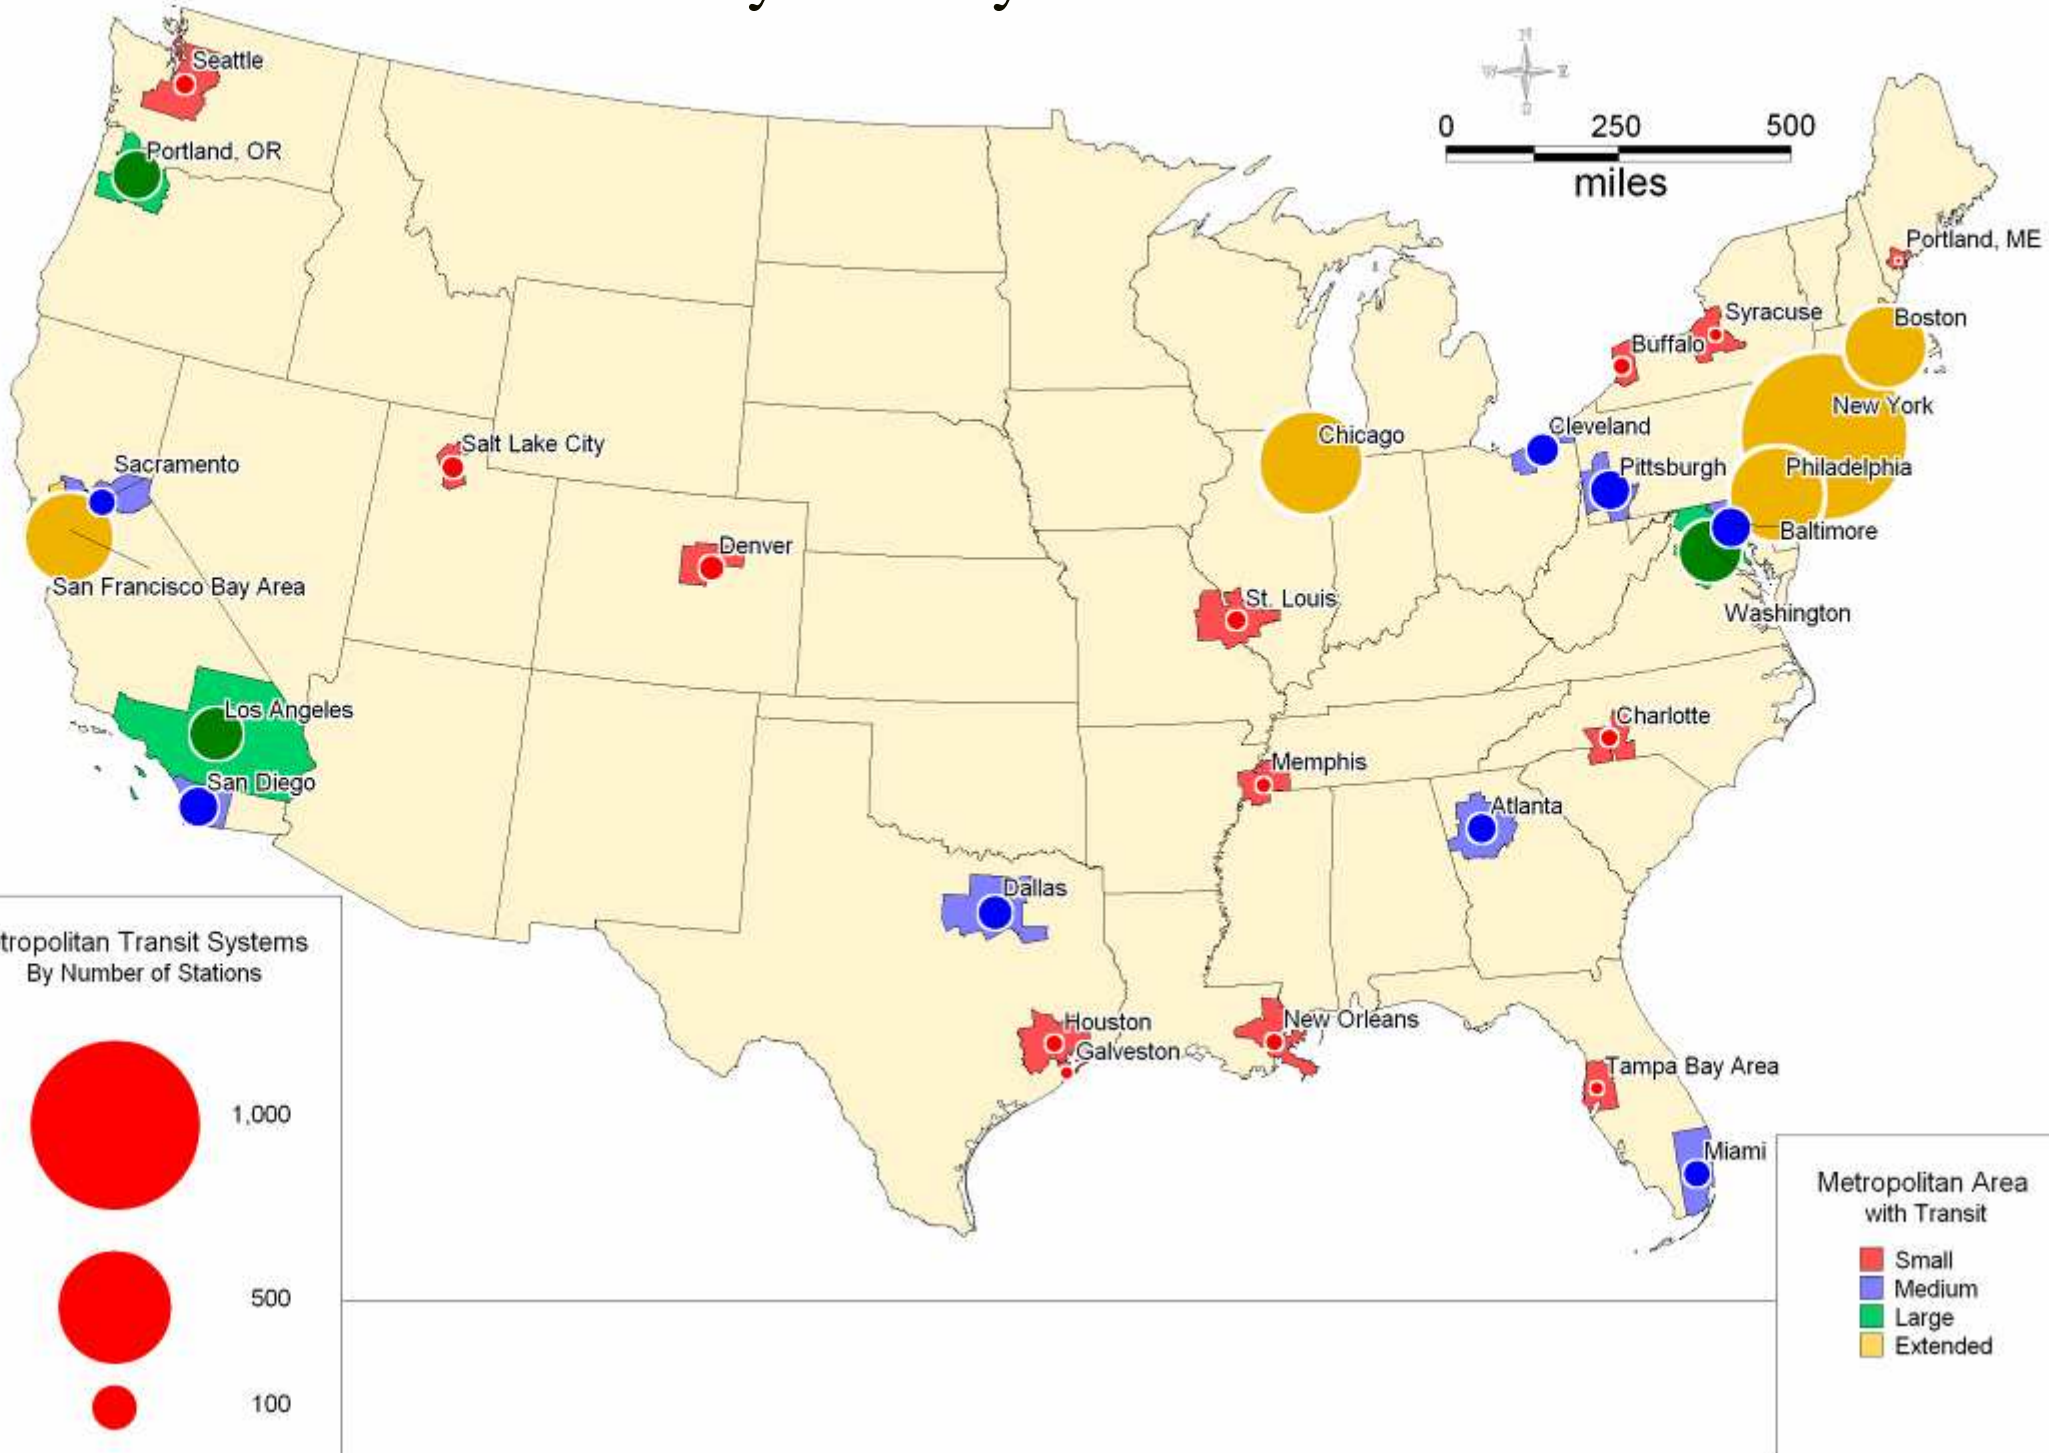 N
W E
0 250 500
miles
Seattle
Portland, OR
Portland, ME
Syracuse
Boston
Buffalo
New York
Cleveland
Chicago
Salt Lake City
Sacramento
Pittsburgh
Philadelphia
Baltimore
Denver
San Francisco Bay Area
St. Louis
Washington
Los Angeles
Charlotte
Memphis
San Diego
Atlanta
Dallas
Houston
New Orleans
Galveston
Tampa Bay Area
Miami
tropolitan Transit Systems
By Number of Stations
1,000
500
100
Metropolitan Area
with Transit
Small
Medium
Large
Extended